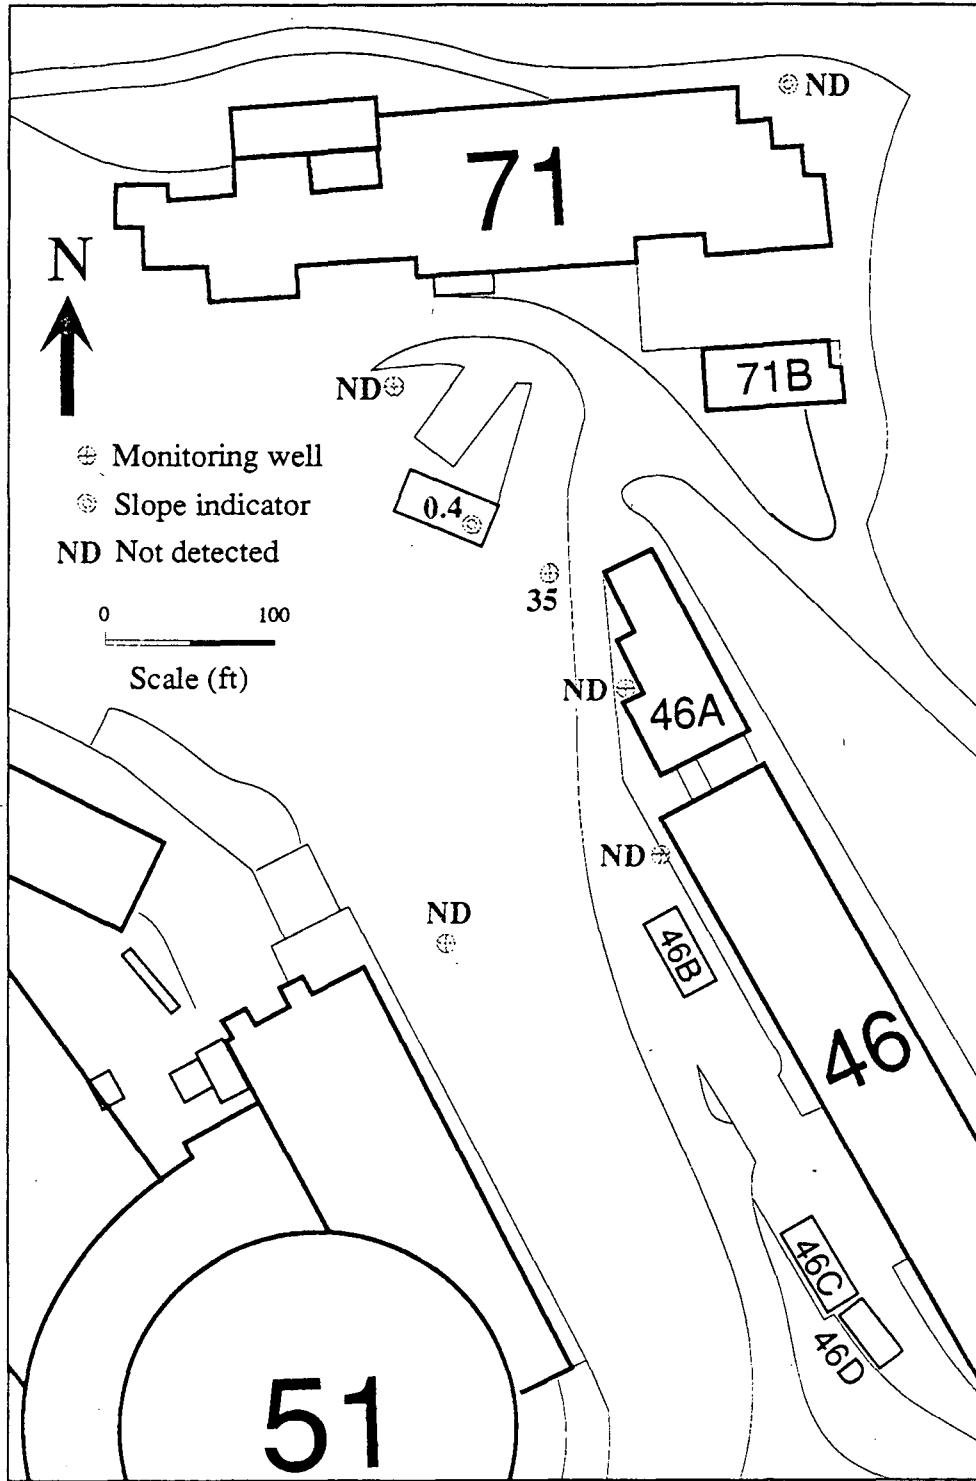 ND
71
N
71B
ND
Monitoring well
Slope indicator
ND Not detected
0.4
35
0 100
Scale (ft)
ND
46A
ND
ND
46B
46
46C
46D
51